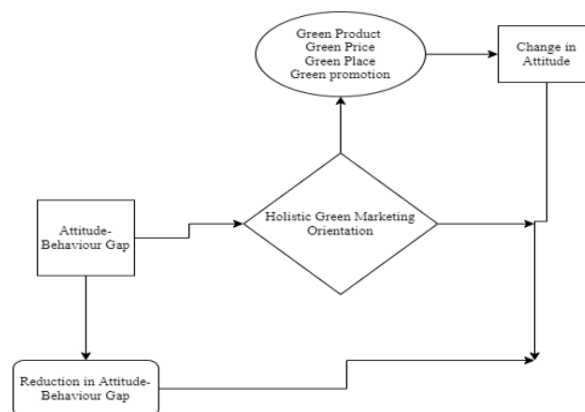 Green Product
Green Price
Green Place
Green promotion
Change in
Attitude
Holistic Green Marketing
Orientation
Attitude-
Behaviour Gap
Reduction in Attitude-
Behaviour Gap